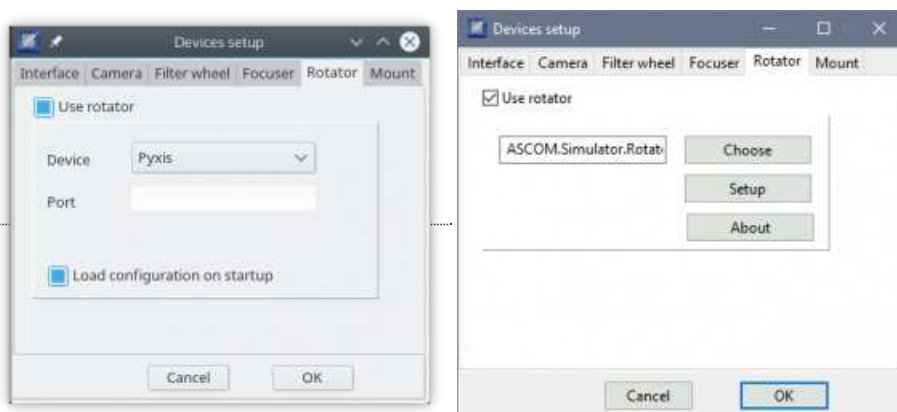 Devices setup
Interface Camera Filter wheel Focuser Rotator Mount
Use rotator
Device Pyxis
Port
Load configuration on startup
Cancel OK
Devices setup
Interface Camera Filter wheel Focuser Rotator Mount
Use rotator
ASCOM.Simulator.Rotat Choose
Setup
About
Cancel OK